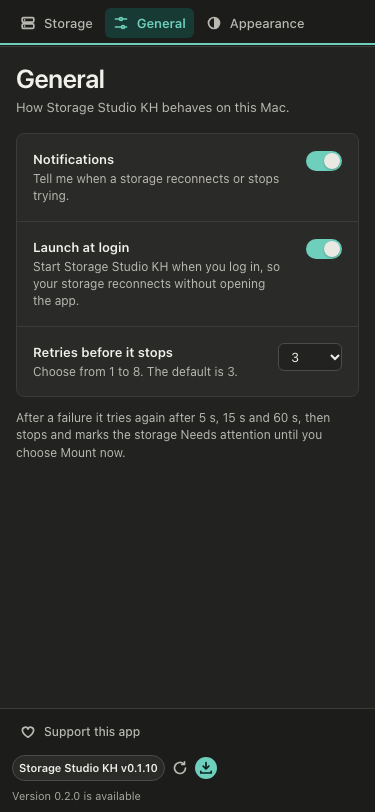 Storage
General
Appearance
General
How Storage Studio KH behaves on this Mac.
Notifications
Tell me when a storage reconnects or stops
trying.
Launch at login
Start Storage Studio KH when you log in, so
your storage reconnects without opening
the app.
Retries before it stops
Choose from 1 to 8. The default is 3.
3
After a failure it tries again after 5 s, 15 s and 60 s, then
stops and marks the storage Needs attention until you
choose Mount now.
Support this app
Storage Studio KH v0.1.10
Version 0.2.0 is available